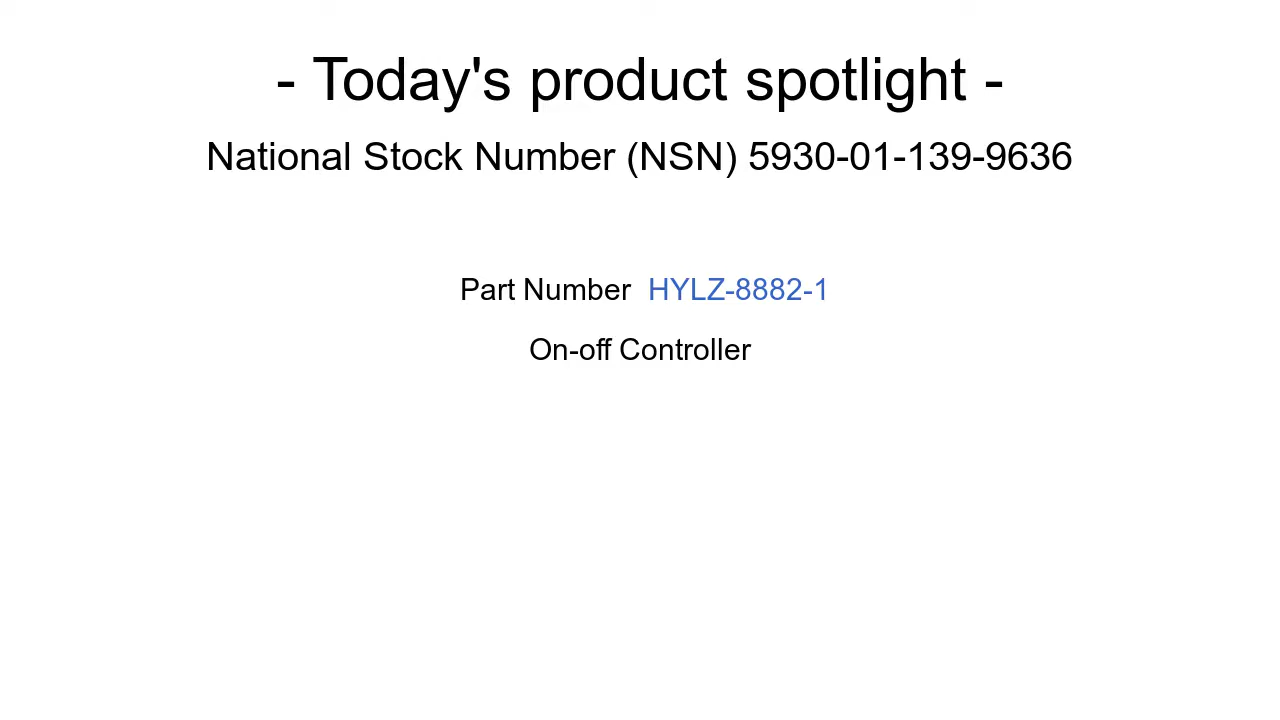 - Today's product spotlight -
National Stock Number (NSN) 5930-01-139-9636
Part Number HYLZ-8882-1
On-off Controller